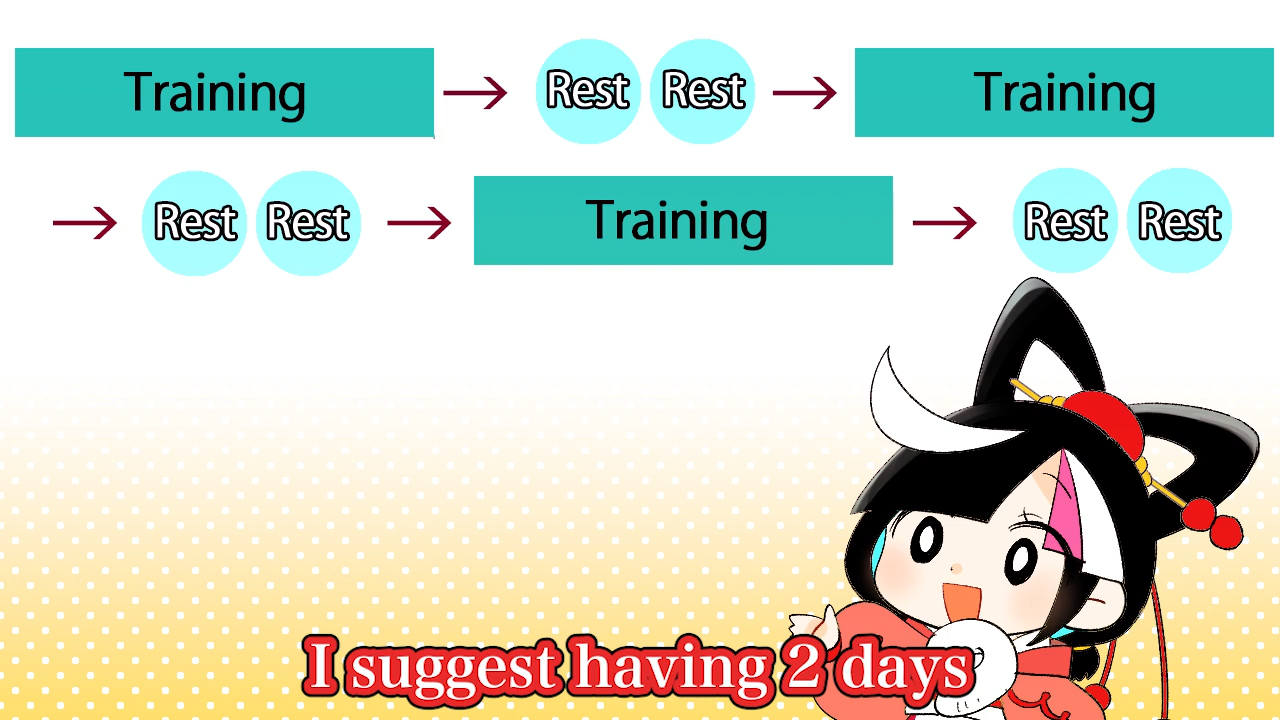 Training → Rest Rest → Training
→ Rest Rest → Training → Rest Rest
I suggest having 2 days